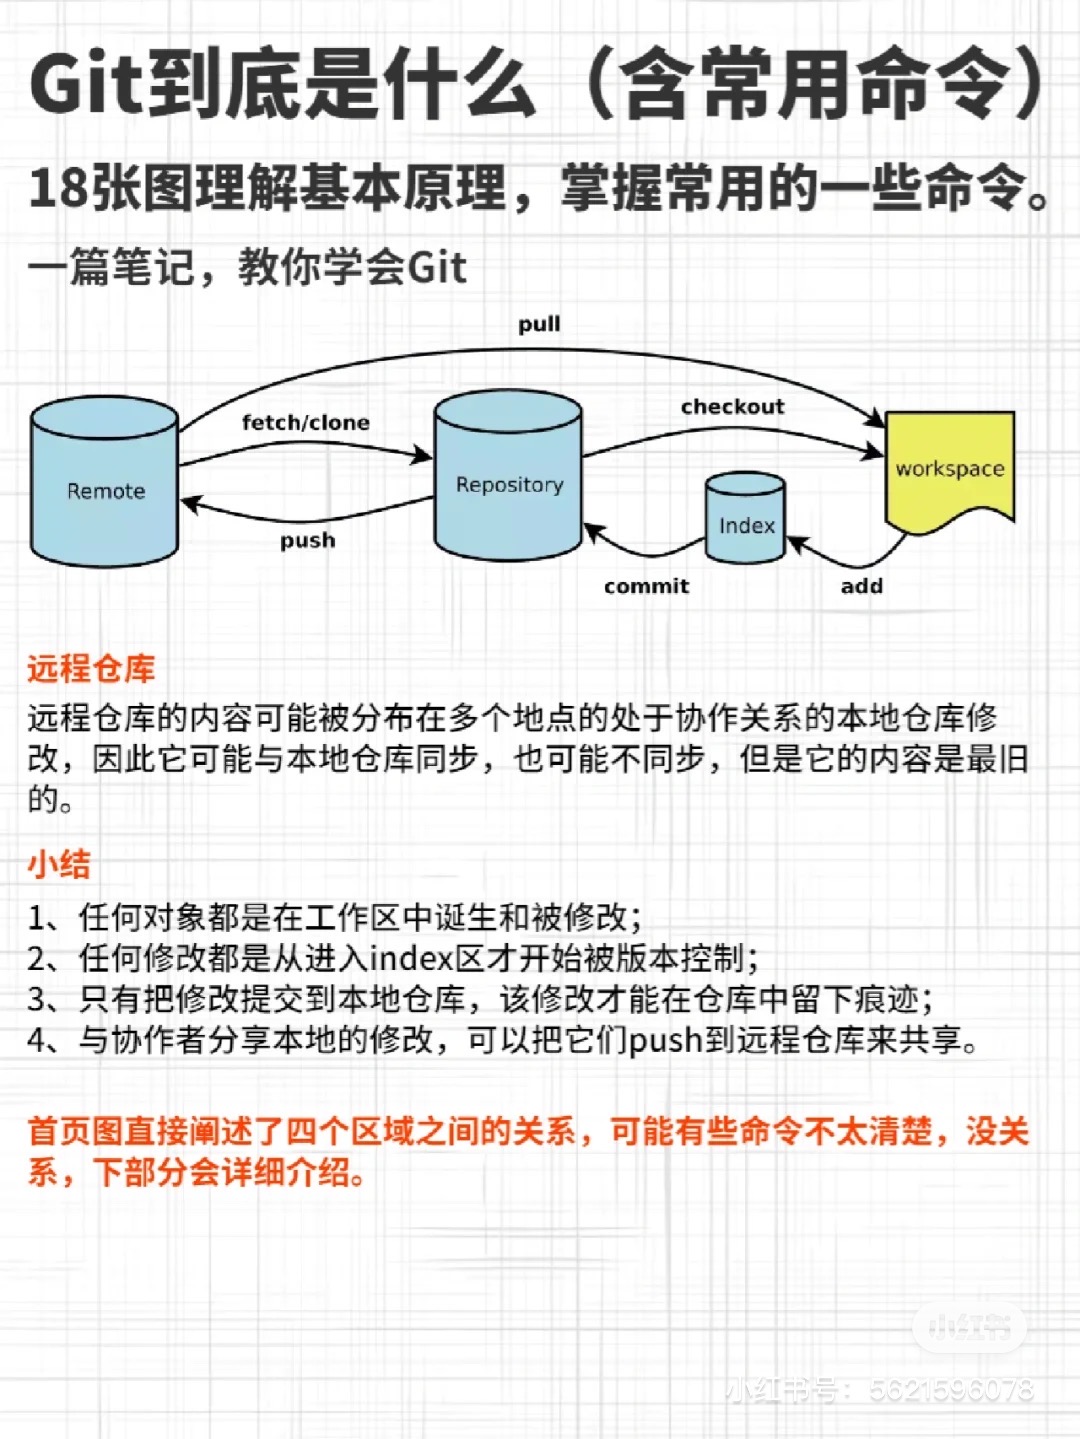 Git到底是什么（含常用命令）
18张图理解基本原理，掌握常用的一些命令。
一篇笔记，教你学会Git
pull
fetch/clone
checkout
Remote
Repository
workspace
Index
push
commit
add
远程仓库
远程仓库的内容可能被分布在多个地点的处于协作关系的本地仓库修
改，因此它可能与本地仓库同步，也可能不同步，但是它的内容是最旧
的。
小结
1、任何对象都是在工作区中诞生和被修改；
2、任何修改都是从进入index区才开始被版本控制；
3、只有把修改提交到本地仓库，该修改才能在仓库中留下痕迹；
4、与协作者分享本地的修改，可以把它们push到远程仓库来共享。
首页图直接阐述了四个区域之间的关系，可能有些命令不太清楚，没关
系，下部分会详细介绍。
小红书
小红书号：5621596078